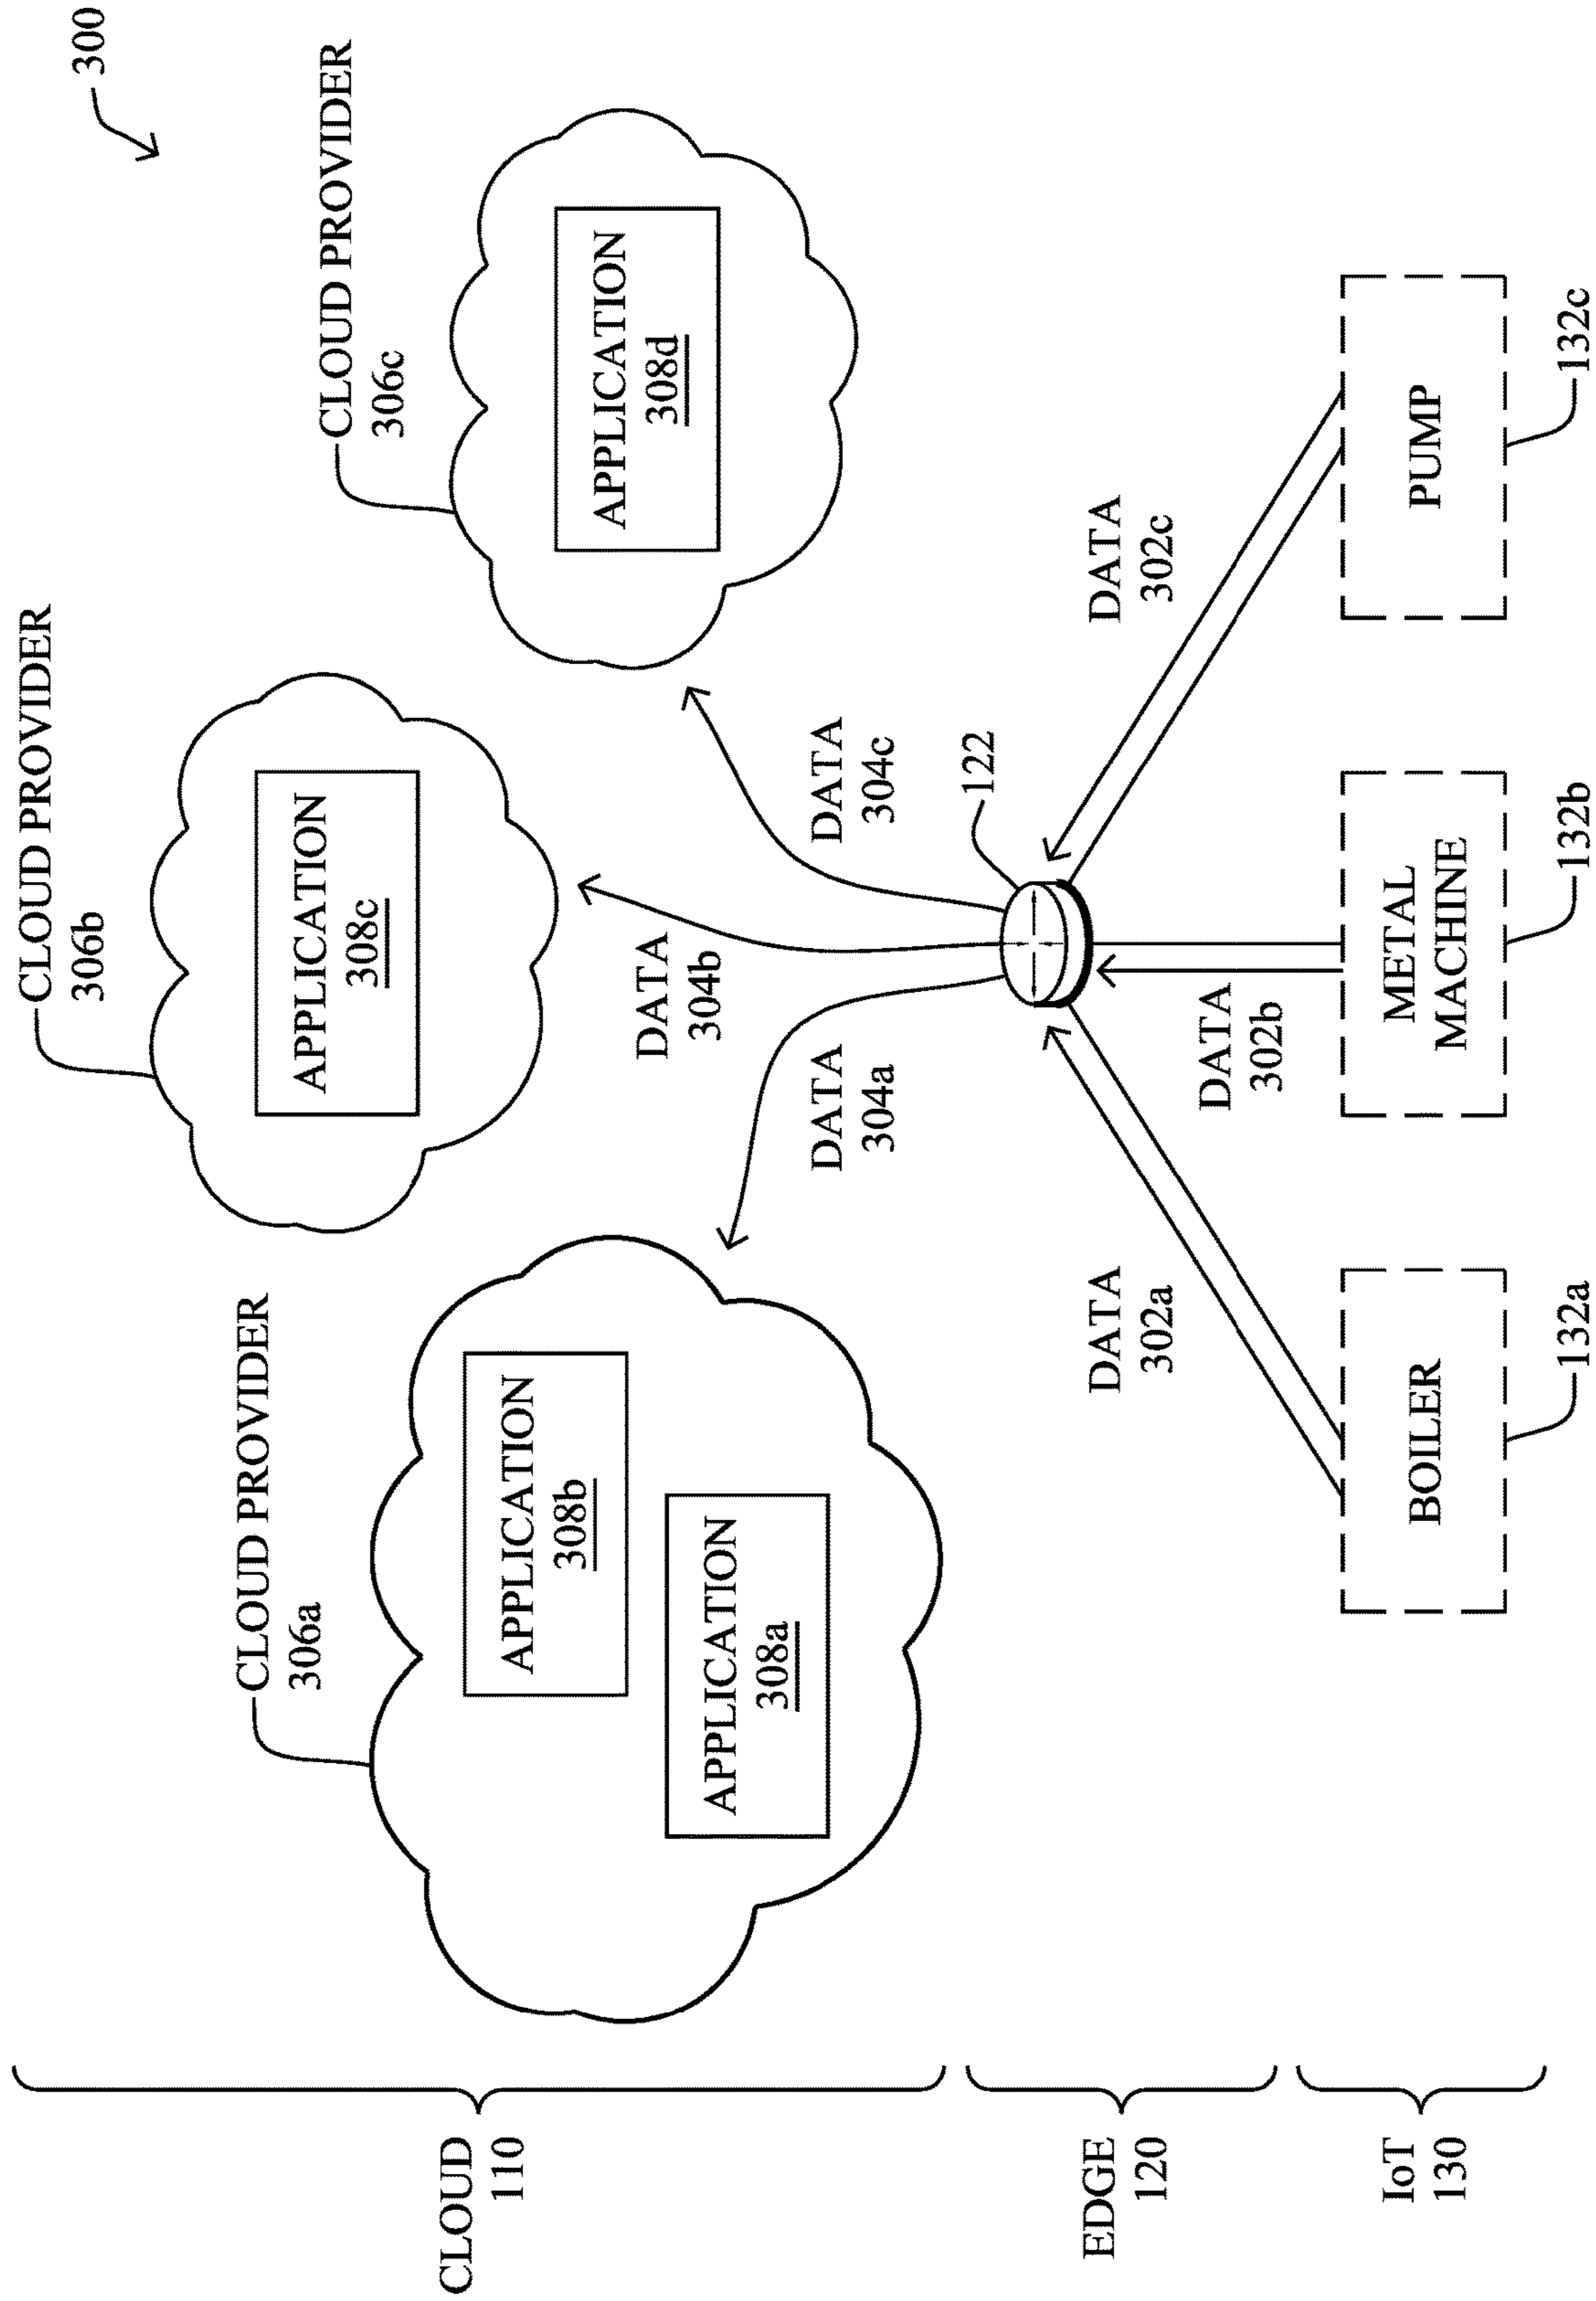 300
CLOUD PROVIDER
306b
CLOUD PROVIDER
306a
CLOUD PROVIDER
306c
APPLICATION
308c
APPLICATION
308b
APPLICATION
308a
APPLICATION
308d
CLOUD
110
DATA
304b
DATA
304a
DATA
304c
122
EDGE
120
DATA
302a
DATA
302b
DATA
302c
IoT
130
BOILER
METAL
MACHINE
PUMP
132a
132b
132c